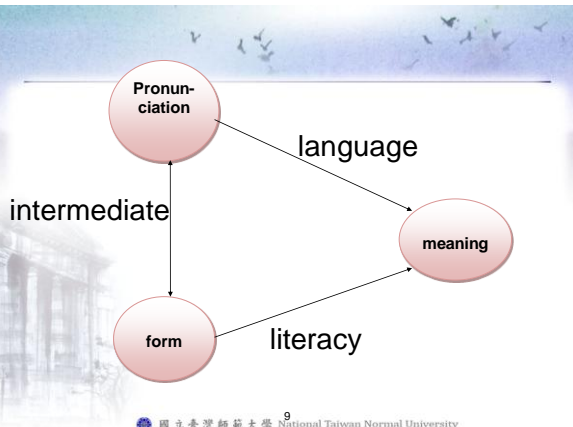 Pronun-
ciation
language
intermediate
meaning
form
literacy
9
國立臺灣師範大學 National Taiwan Normal University